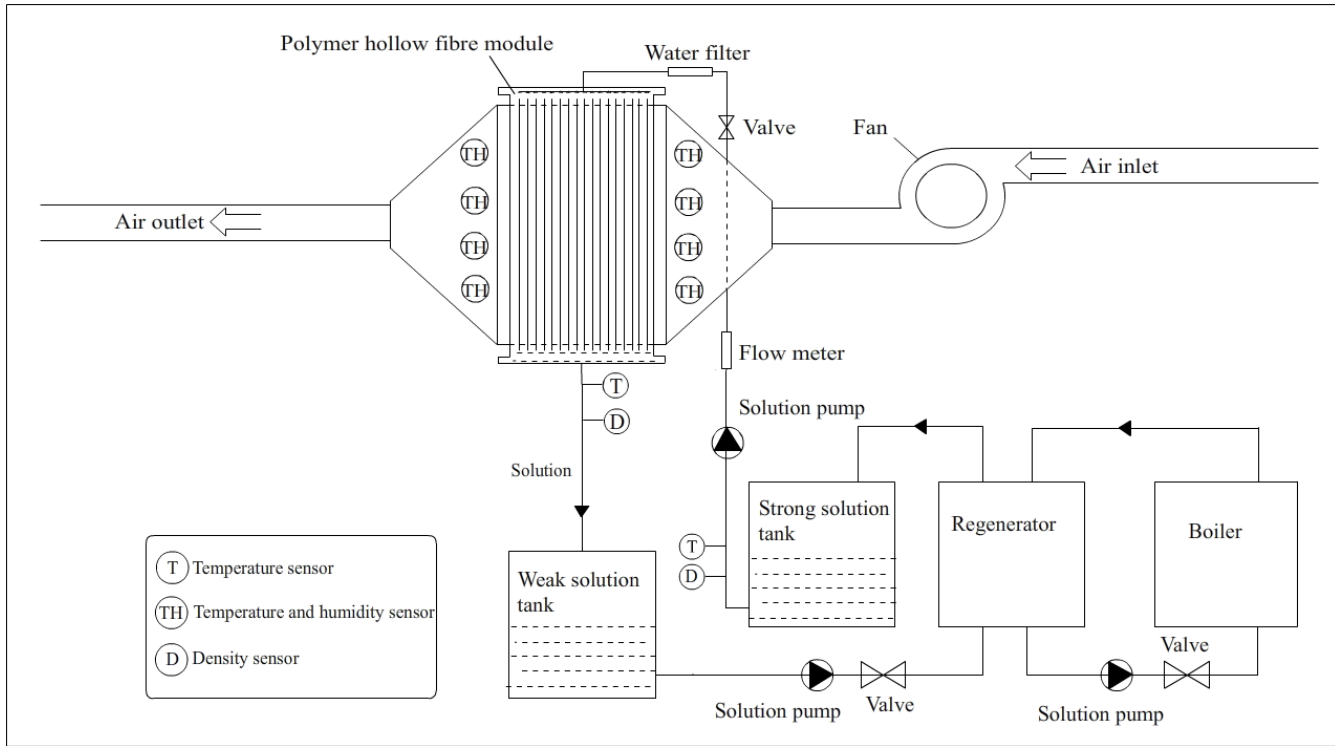 Polymer hollow fibre module
Water filter
Valve
Fan
Air inlet
Air outlet
TH
TH
TH
TH
TH
TH
TH
TH
Flow meter
T
D
Solution pump
Solution
Strong solution
tank
Regenerator
Boiler
T
D
Weak solution
tank
T Temperature sensor
TH Temperature and humidity sensor
D Density sensor
Valve
Solution pump
Valve
Solution pump